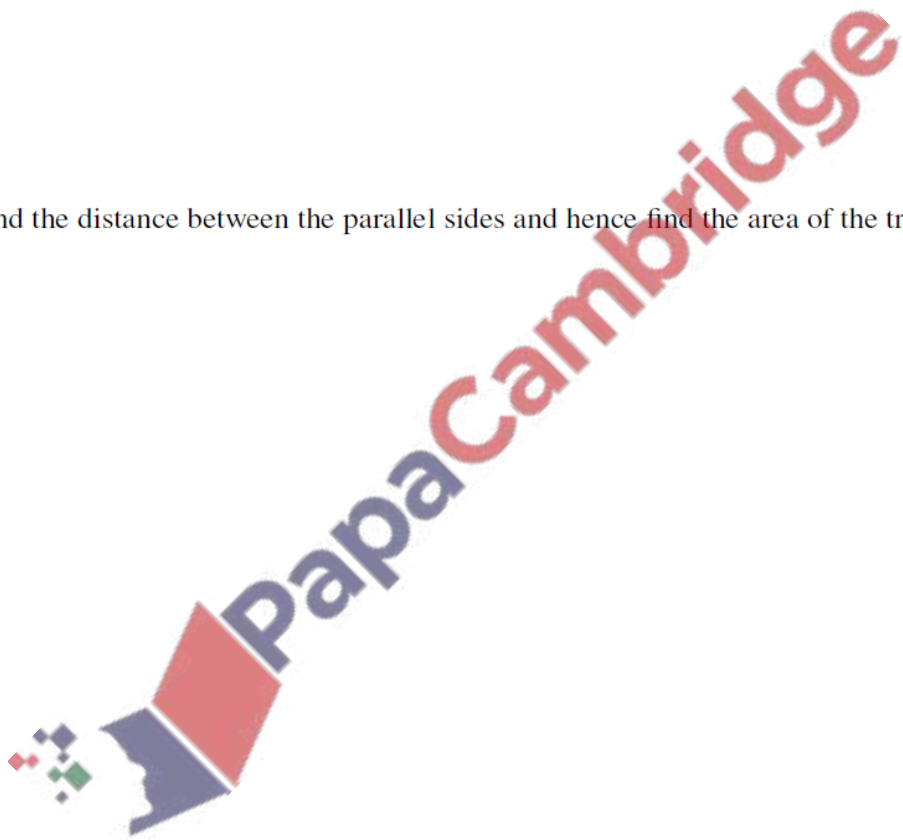 nd the distance between the parallel sides and hence find the area of the tr
PapaCambridge